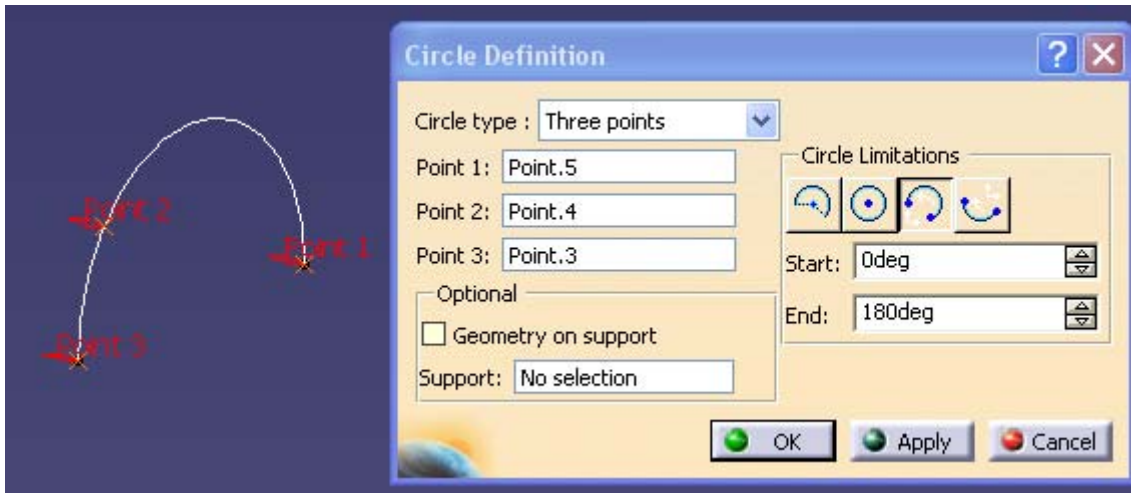 Circle Definition
Circle type : Three points
Point 1: Point.5
Point 2: Point.4
Point 3: Point.3
Optional
Geometry on support
Support: No selection
Circle Limitations
Start: 0deg
End: 180deg
OK
Apply
Cancel
Point 2
Point 1
Point 3